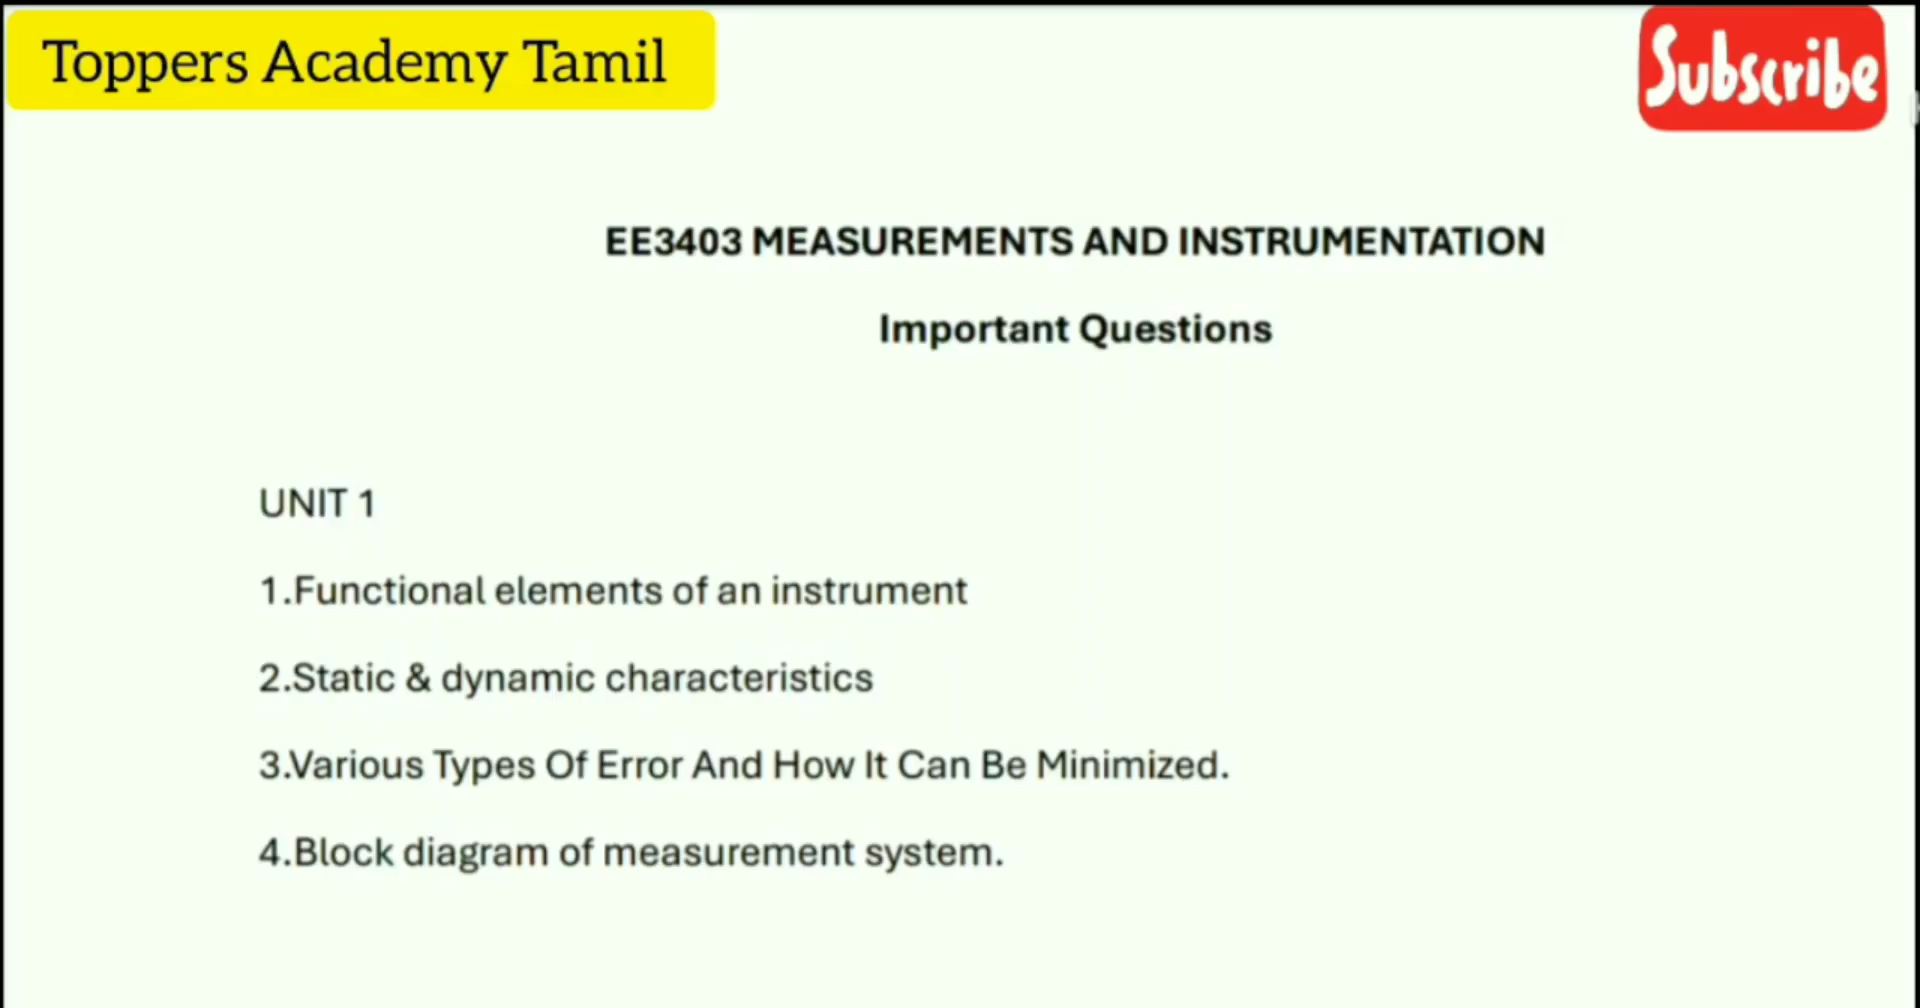 Toppers Academy Tamil
Subscribe
EE3403 MEASUREMENTS AND INSTRUMENTATION
Important Questions
UNIT 1
1.Functional elements of an instrument
2.Static & dynamic characteristics
3.Various Types Of Error And How It Can Be Minimized.
4.Block diagram of measurement system.